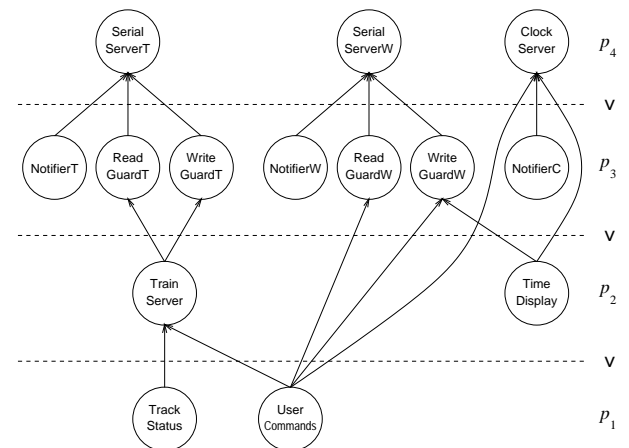 Serial
ServerT
Serial
ServerW
Clock
Server
p4
v
NotifierT
Read
GuardT
Write
GuardT
NotifierW
Read
GuardW
Write
GuardW
NotifierC
p3
v
Train
Server
Time
Display
p2
v
Track
Status
User
Commands
p1